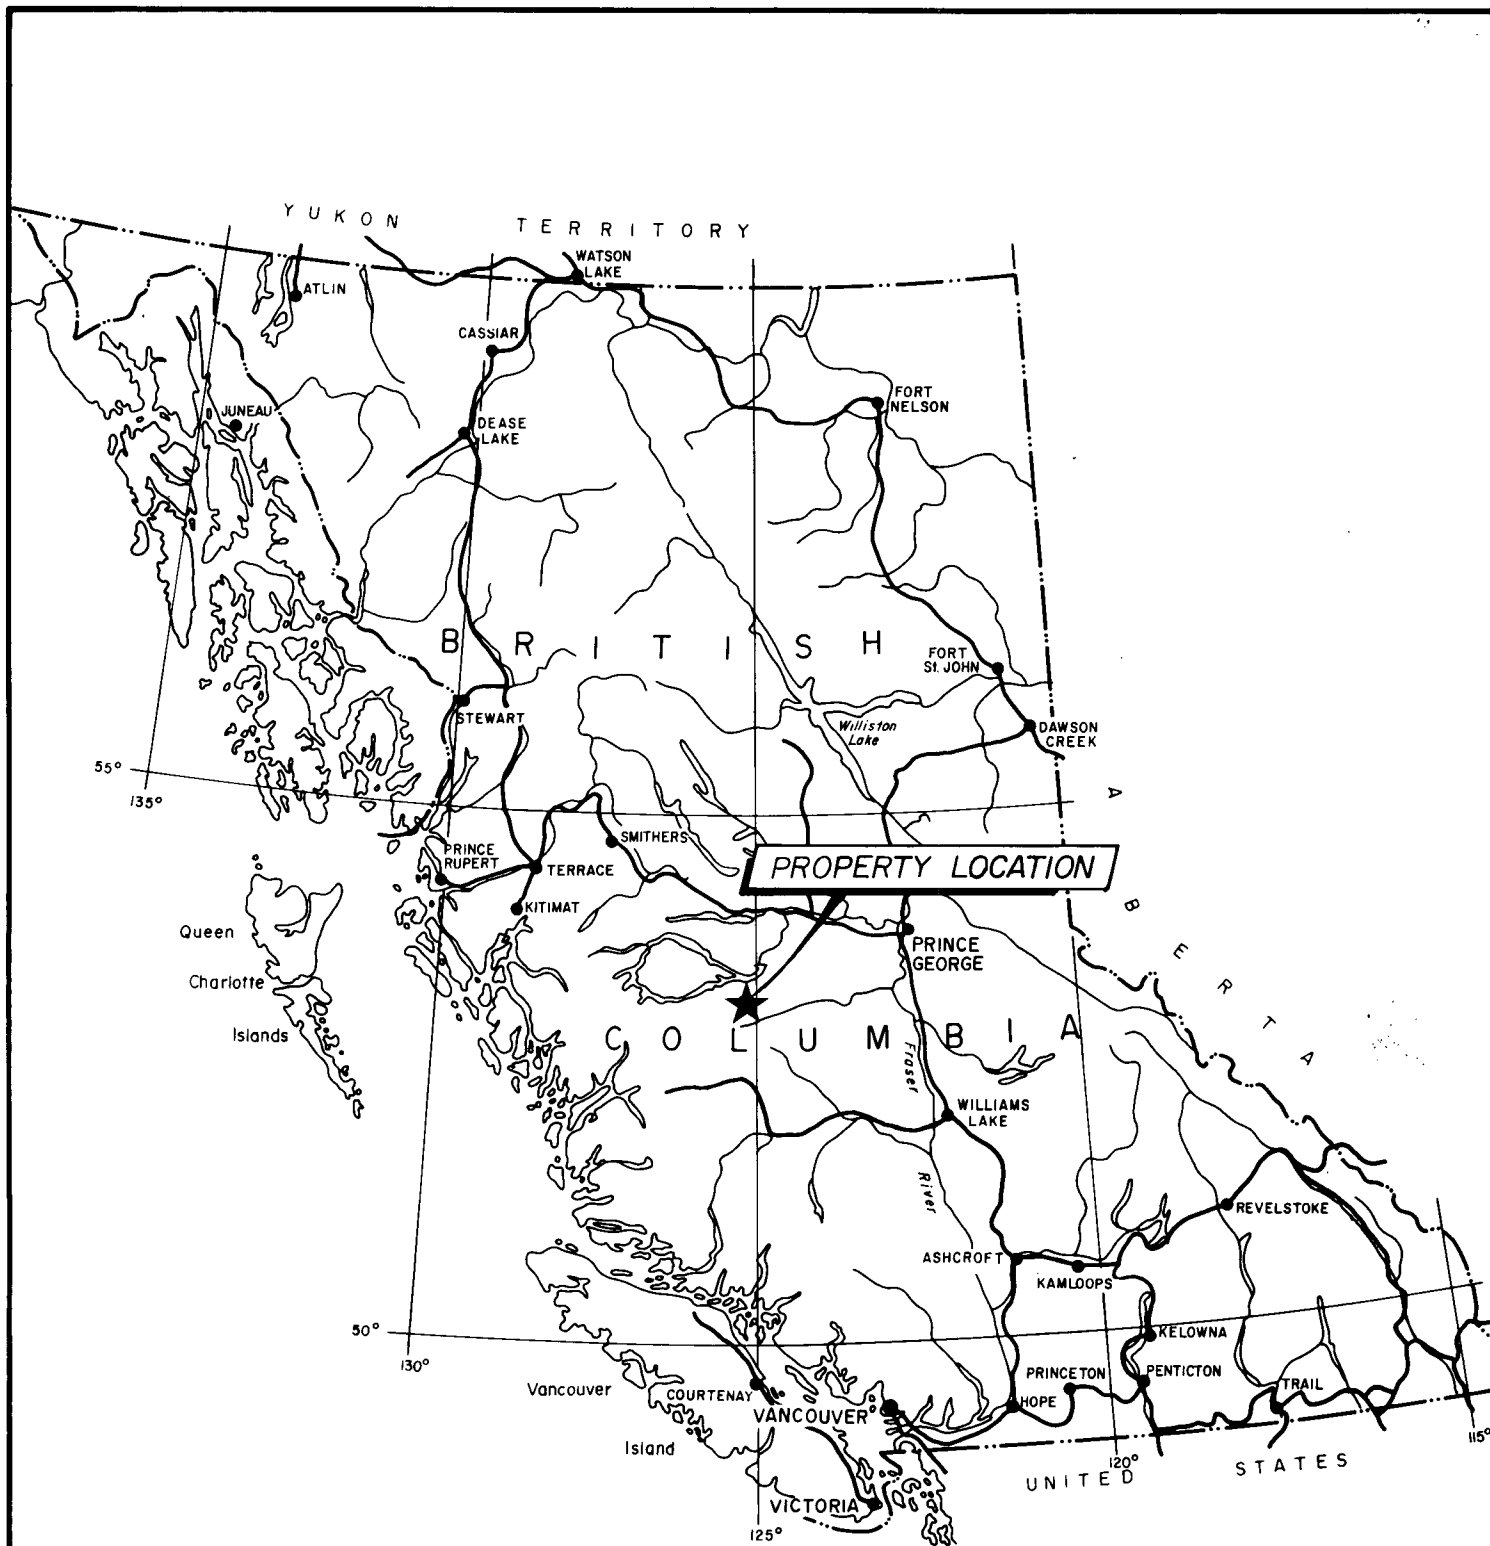 YUKON TERRITORY
WATSON
LAKE
ATLIN
CASSIAR
FORT
NELSON
JUNEAU
DEASE
LAKE
BRITISH
FORT
St. JOHN
STEWART
Williston
Lake
DAWSON
CREEK
55°
135°
ALBERTA
PRINCE
RUPERT
SMITHERS
TERRACE
PROPERTY LOCATION
KITIMAT
Queen
Charlotte
Islands
PRINCE
GEORGE
COLUMBIA
Fraser
River
WILLIAMS
LAKE
REVELSTOKE
ASHCROFT
KAMLOOPS
50°
130°
KELOWNA
Vancouver
Island
COURTENAY
PRINCETON
PENTICTON
TRAIL
VANCOUVER
HOPE
115°
120°
UNITED STATES
VICTORIA
125°